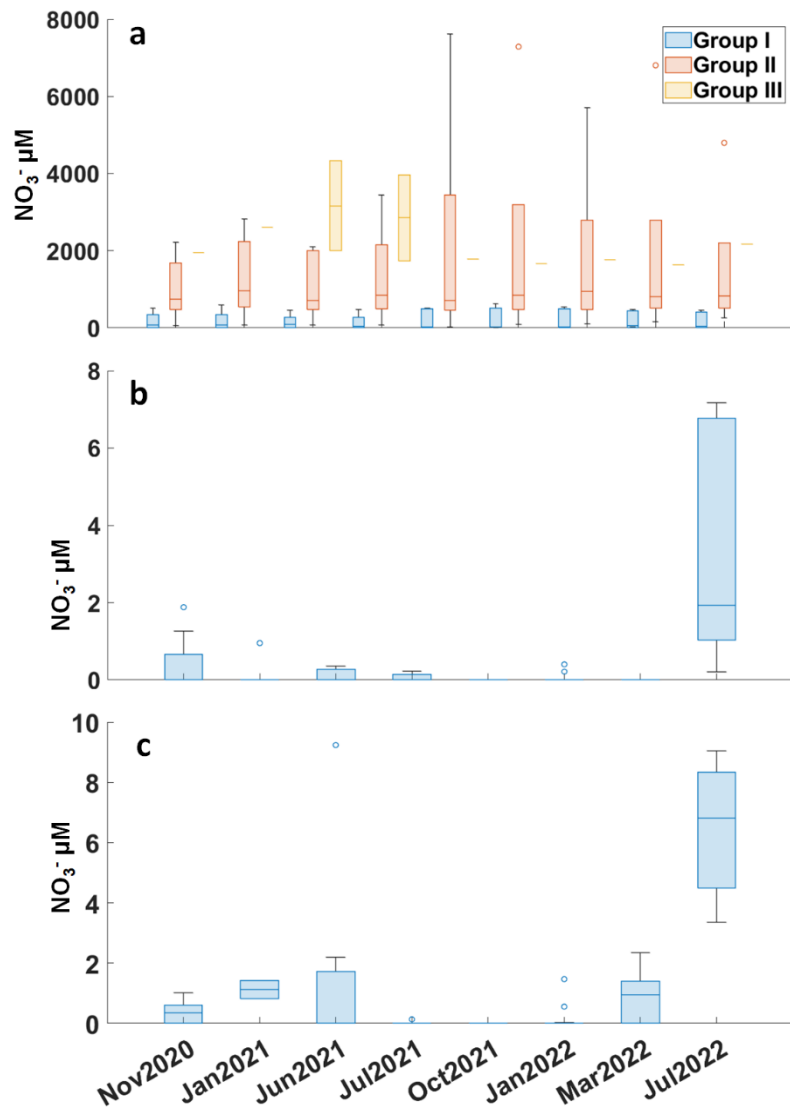 a
8000
6000
4000
2000
0
NO₃⁻ µM
Group I
Group II
Group III
b
8
6
4
2
0
NO₃⁻ µM
c
10
8
6
4
2
0
NO₃⁻ µM
Nov2020
Jan2021
Jun2021
Jul2021
Oct2021
Jan2022
Mar2022
Jul2022